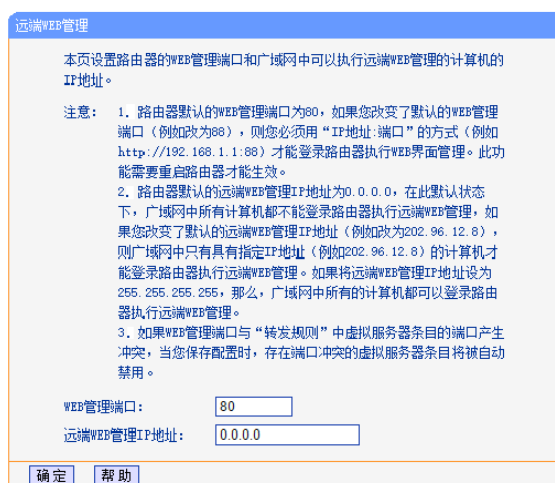 远端WEB管理
本页设置路由器的WEB管理端口和广域网中可以执行远端WEB管理的计算机的
IP地址。
注意： 1. 路由器默认的WEB管理端口为80，如果您改变了默认的WEB管理
端口（例如改为88），则您必须用“IP地址:端口”的方式（例如
http://192.168.1.1:88）才能登录路由器执行WEB界面管理。此功
能需要重启路由器才能生效。
2. 路由器默认的远端WEB管理IP地址为0.0.0.0，在此默认状态
下，广域网中所有计算机都不能登录路由器执行远端WEB管理，如
果您改变了默认的远端WEB管理IP地址（例如改为202.96.12.8），
则广域网中只有具有指定IP地址（例如202.96.12.8）的计算机才
能登录路由器执行远端WEB管理。如果将远端WEB管理IP地址设为
255.255.255.255，那么，广域网中所有的计算机都可以登录路由
器执行远端WEB管理。
3. 如果WEB管理端口与“转发规则”中虚拟服务器条目的端口产生
冲突，当您保存配置时，存在端口冲突的虚拟服务器条目将被自动
禁用。
WEB管理端口： 80
远端WEB管理IP地址： 0.0.0.0
确定 帮助